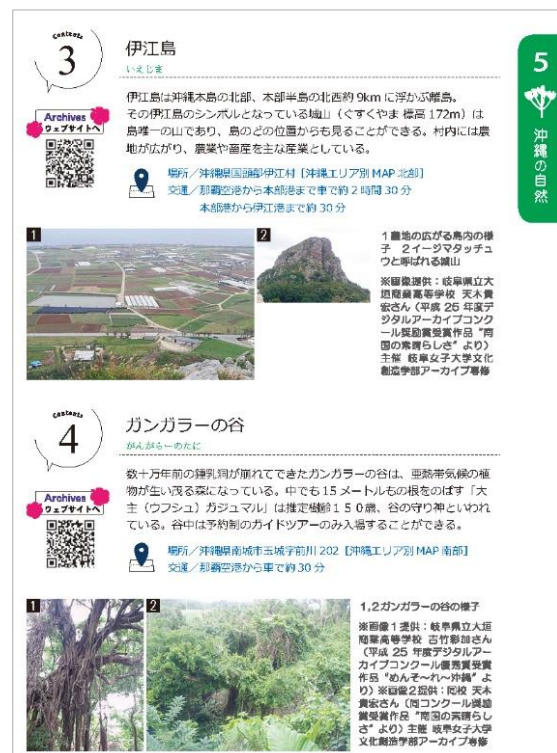 Contents
3
伊江島
いえじま
Archives
ウェブサイトへ
伊江島は沖縄本島の北部、本部半島の北西約9kmに浮かぶ離島。
その伊江島のシンボルとなっている城山（ぐすくやま 標高172m）は
島唯一の山であり、島のどの位置からも見ることができる。村内には農
地が広がり、農業や畜産を主な産業としている。
場所／沖縄県国頭郡伊江村［沖縄エリア別 MAP 北部］
交通／那覇空港から本部港まで車で約2時間30分
本部港から伊江港まで約30分
1
2
1農地の広がる島内の様
子 2イージマタッチュ
ウと呼ばれる城山
※画像提供：岐阜県立大
垣商業高等学校 天木貴
宏さん（平成 25 年度デ
ジタルアーカイブコンク
ール奨励賞受賞作品“南
国の素晴らしさ”より）
主催 岐阜女子大学文化
創造学部アーカイブ専修
5
沖縄の自然
Contents
4
ガンガラーの谷
がんがらーのたに
Archives
ウェブサイトへ
数十万年前の鍾乳洞が崩れてできたガンガラーの谷は、亜熱帯気候の植
物が生い茂る森になっている。中でも15メートルもの根をのばす「大
主（ウフシュ）ガジュマル」は推定樹齢１５０歳、谷の守り神といわれ
ている。谷中は予約制のガイドツアーのみ入場することができる。
場所／沖縄県南城市玉城字前川202［沖縄エリア別 MAP 南部］
交通／那覇空港から車で約30分
1
2
1,2ガンガラーの谷の様子
※画像1提供：岐阜県立大垣
商業高等学校 吉竹彩加さん
（平成 25 年度デジタルアー
カイブコンクール優秀賞受賞
作品“めんそ～れ～沖縄”よ
り）※画像2提供：同校 天木
貴宏さん（同コンクール奨励
賞受賞作品“南国の素晴らし
さ”より）主催 岐阜女子大学
文化創造学部アーカイブ専修